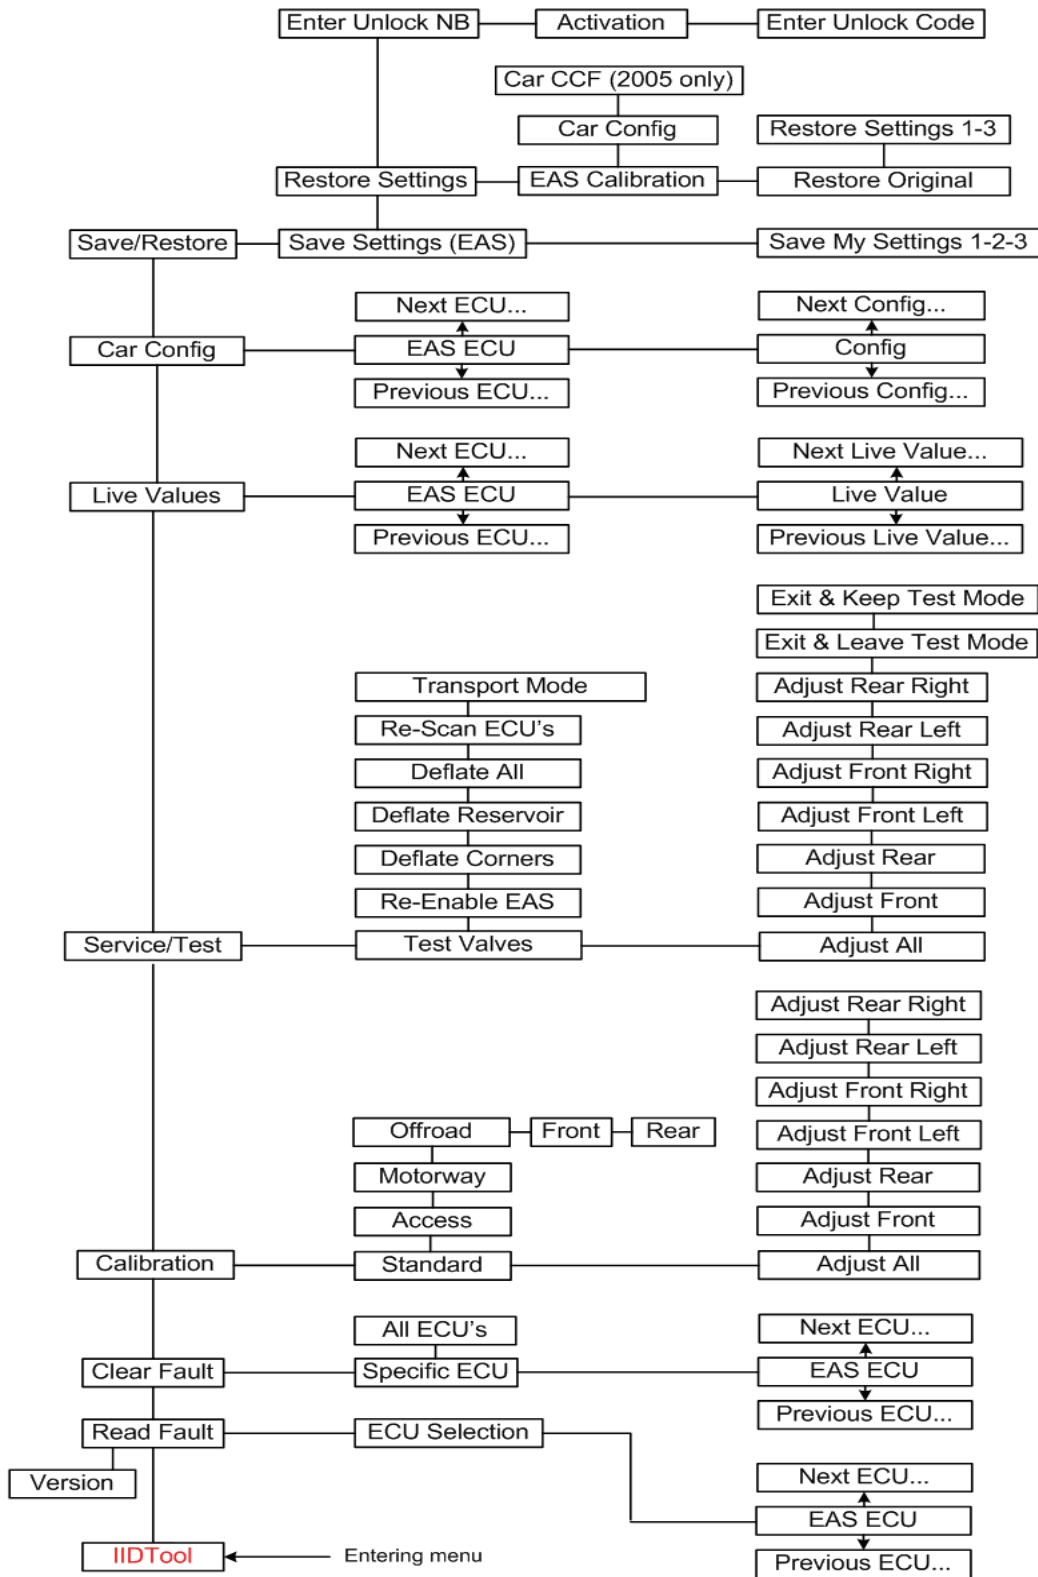 Enter Unlock NB
Activation
Enter Unlock Code
Car CCF (2005 only)
Car Config
Restore Settings 1-3
Restore Settings
EAS Calibration
Restore Original
Save/Restore
Save Settings (EAS)
Save My Settings 1-2-3
Next ECU...
Next Config...
Car Config
EAS ECU
Config
Previous ECU...
Previous Config...
Next ECU...
Next Live Value...
Live Values
EAS ECU
Live Value
Previous ECU...
Previous Live Value...
Exit & Keep Test Mode
Exit & Leave Test Mode
Transport Mode
Adjust Rear Right
Re-Scan ECU's
Adjust Rear Left
Deflate All
Adjust Front Right
Deflate Reservoir
Adjust Front Left
Deflate Corners
Adjust Rear
Re-Enable EAS
Adjust Front
Service/Test
Test Valves
Adjust All
Adjust Rear Right
Adjust Rear Left
Adjust Front Right
Offroad
Front
Rear
Adjust Front Left
Motorway
Adjust Rear
Access
Adjust Front
Calibration
Standard
Adjust All
All ECU's
Next ECU...
Clear Fault
Specific ECU
EAS ECU
Previous ECU...
Read Fault
ECU Selection
Version
Next ECU...
EAS ECU
IIDTool
Entering menu
Previous ECU...